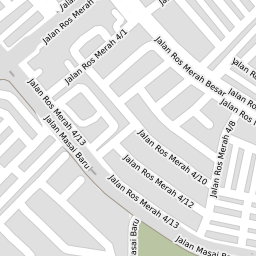 Jalan Ros Merah
Jalan Ros Merah 4/1
Jalan Ros Merah Besar
Jalan Ros Merah 4/13
Jalan Masai Baru
Jalan Ros Merah 4/8
Jalan Ros Merah 4/10
Jalan Ros Merah 4/12
Jalan Ros Merah 4/13
Masai Baru
Jalan Masai Ba